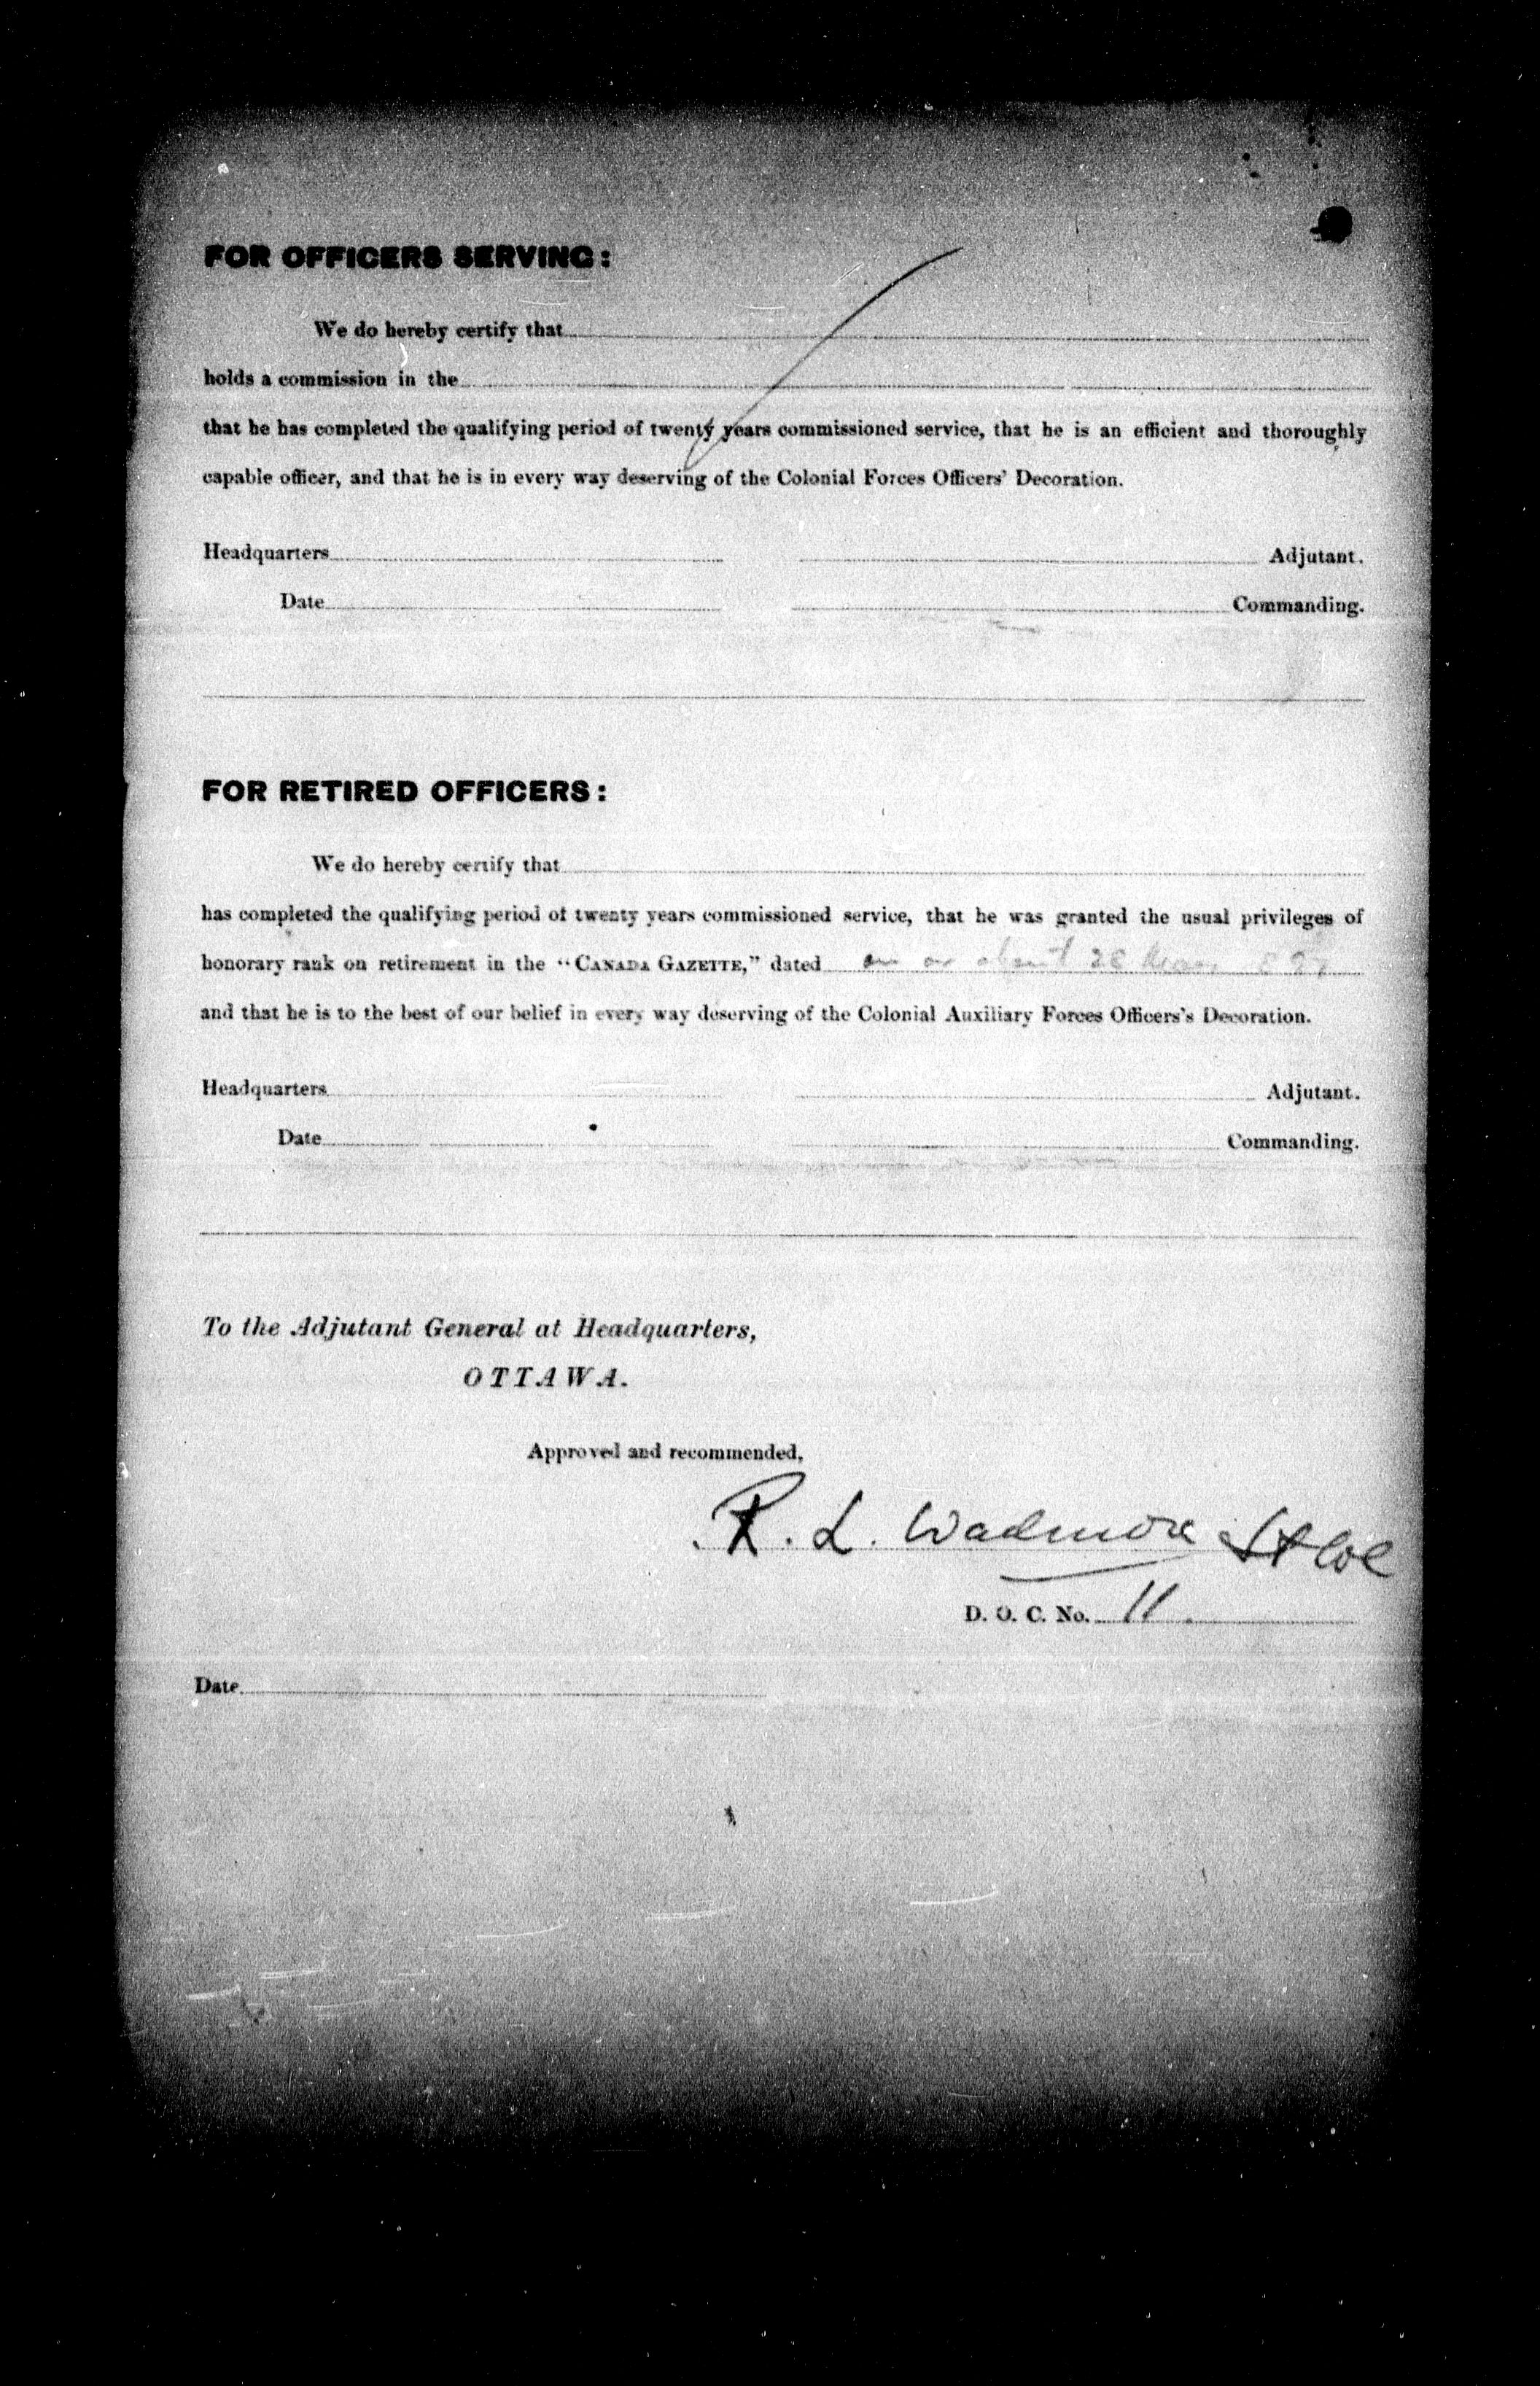 FOR OFFICERS SERVING:
We do hereby certify that
holds a commission in the
that he has completed the qualifying period of twenty years commissioned service, that he is an efficient and thoroughly
capable officer, and that he is in every way deserving of the Colonial Forces Officers' Decoration.
Headquarters Adjutant.
Date Commanding.
FOR RETIRED OFFICERS:
We do hereby certify that
has completed the qualifying period of twenty years commissioned service, that he was granted the usual privileges of
honorary rank on retirement in the "CANADA GAZETTE," dated on or about 28
and that he is to the best of our belief in every way deserving of the Colonial Auxiliary Forces Officers's Decoration.
Headquarters Adjutant.
Date Commanding.
To the Adjutant General at Headquarters,
OTTAWA.
Approved and recommended,
R. L. Wadmore Lt Col
D. O. C. No. 11.
Date